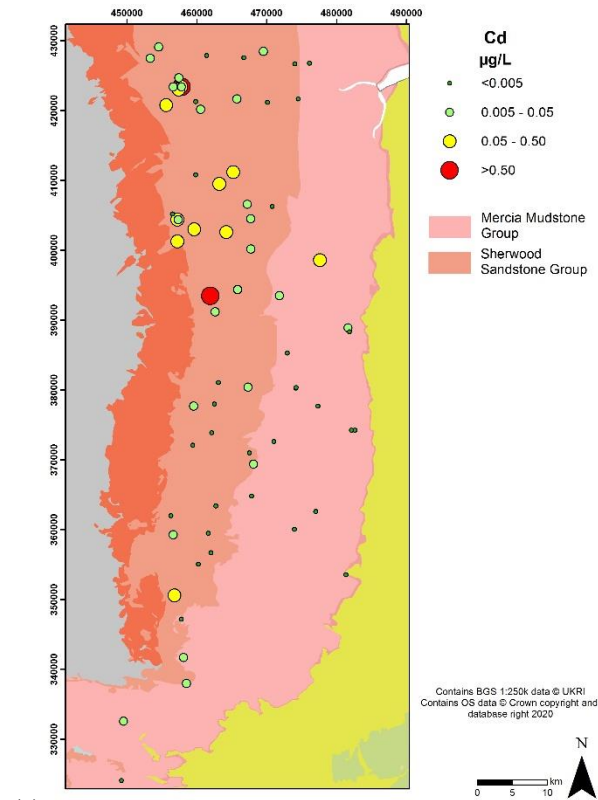 450000 460000 470000 480000 490000
430000
420000
410000
400000
390000
380000
370000
360000
350000
340000
330000
Cd
µg/L
<0.005
0.005 - 0.05
0.05 - 0.50
>0.50
Mercia Mudstone
Group
Sherwood
Sandstone Group
Contains BGS 1:250k data © UKRI
Contains OS data © Crown copyright and
database right 2020
N
km
0 5 10